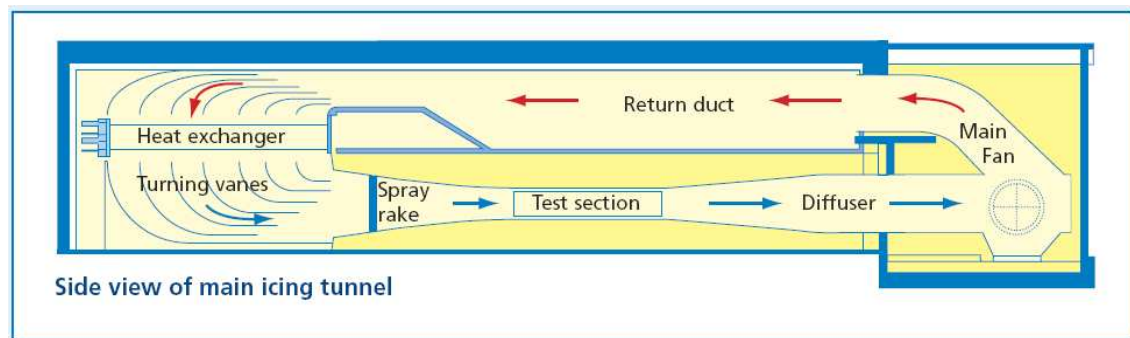 Return duct
Main
Fan
Heat exchanger
Turning vanes
Spray
rake
Test section
Diffuser
Side view of main icing tunnel